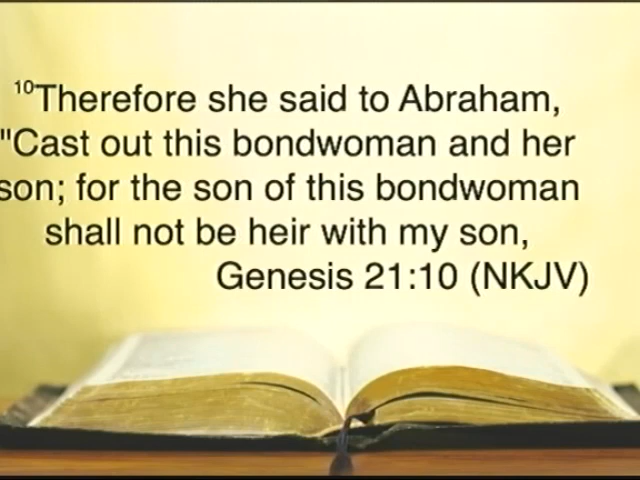 10Therefore she said to Abraham,
"Cast out this bondwoman and her
son; for the son of this bondwoman
shall not be heir with my son,
Genesis 21:10 (NKJV)